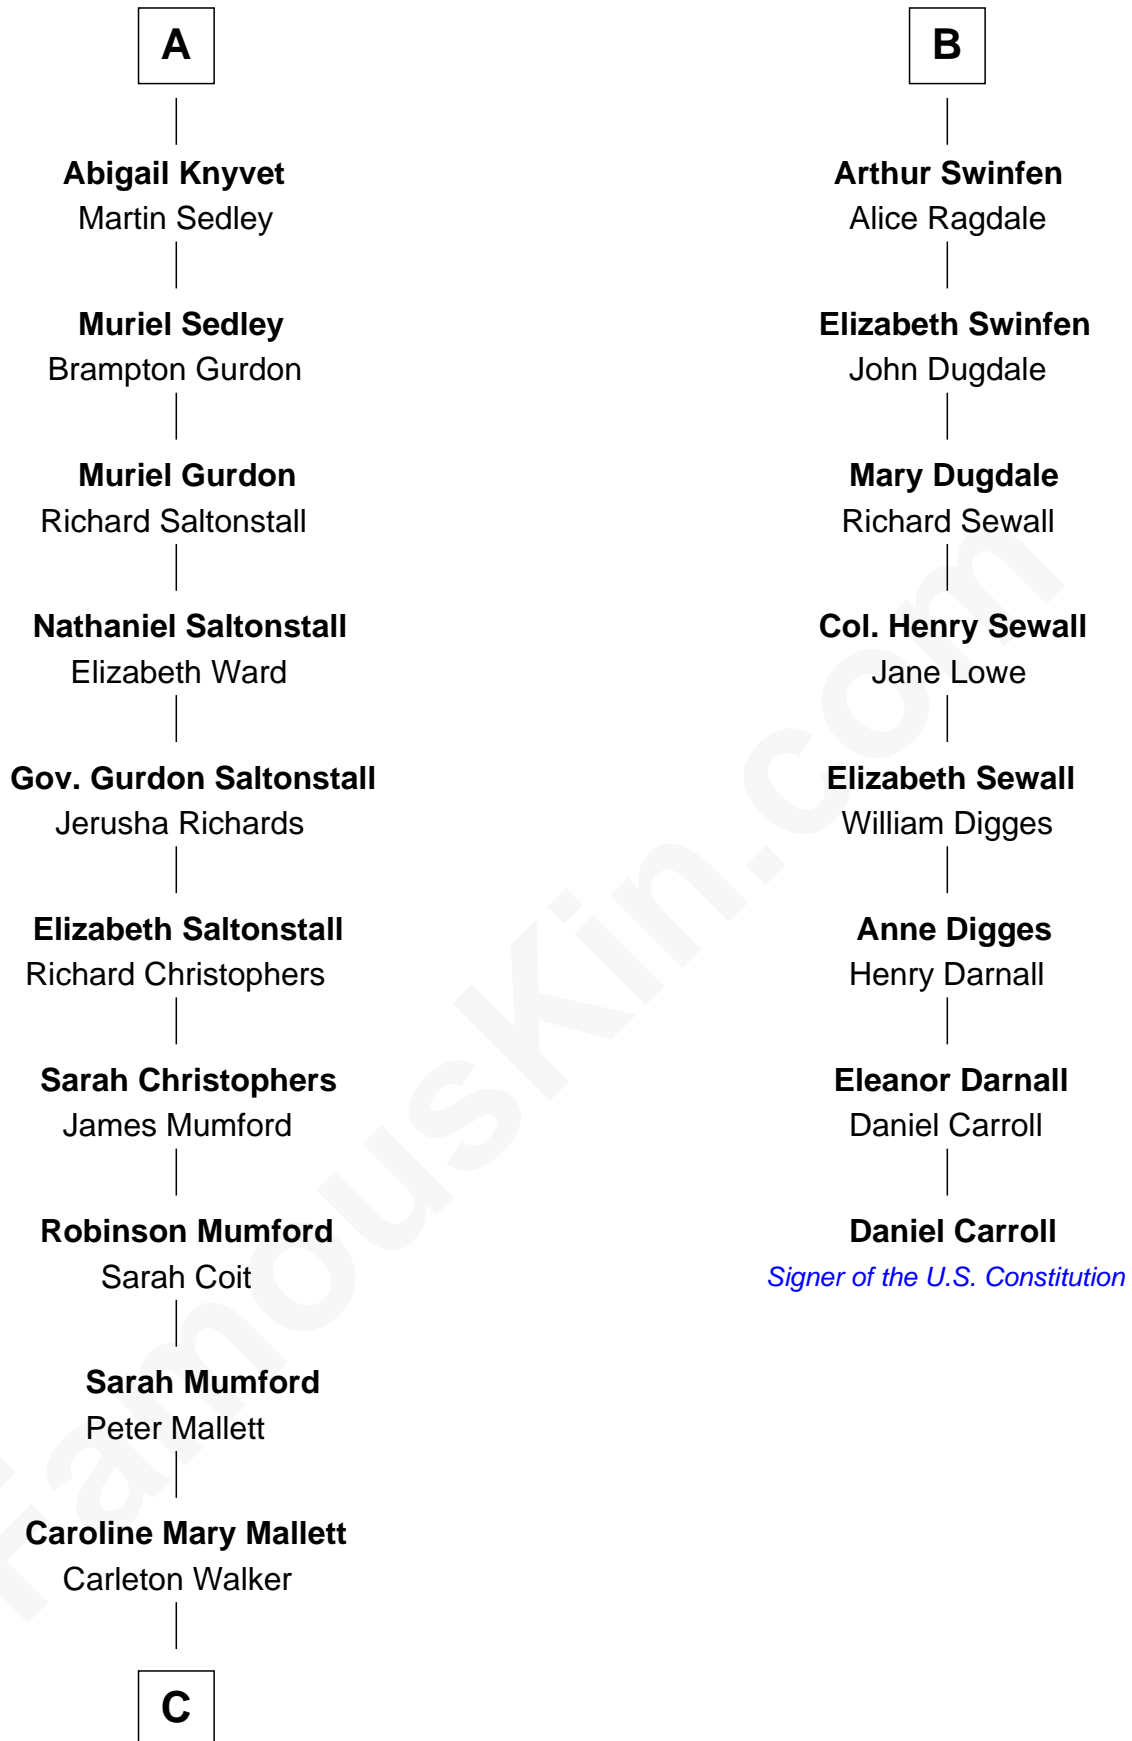 A
Abigail Knyvet
Martin Sedley
Muriel Sedley
Brampton Gurdon
Muriel Gurdon
Richard Saltonstall
Nathaniel Saltonstall
Elizabeth Ward
Gov. Gurdon Saltonstall
Jerusha Richards
Elizabeth Saltonstall
Richard Christophers
Sarah Christophers
James Mumford
Robinson Mumford
Sarah Coit
Sarah Mumford
Peter Mallett
Caroline Mary Mallett
Carleton Walker
C
B
Arthur Swinfen
Alice Ragdale
Elizabeth Swinfen
John Dugdale
Mary Dugdale
Richard Sewall
Col. Henry Sewall
Jane Lowe
Elizabeth Sewall
William Digges
Anne Digges
Henry Darnall
Eleanor Darnall
Daniel Carroll
Daniel Carroll
Signer of the U.S. Constitution
FamousKin.com